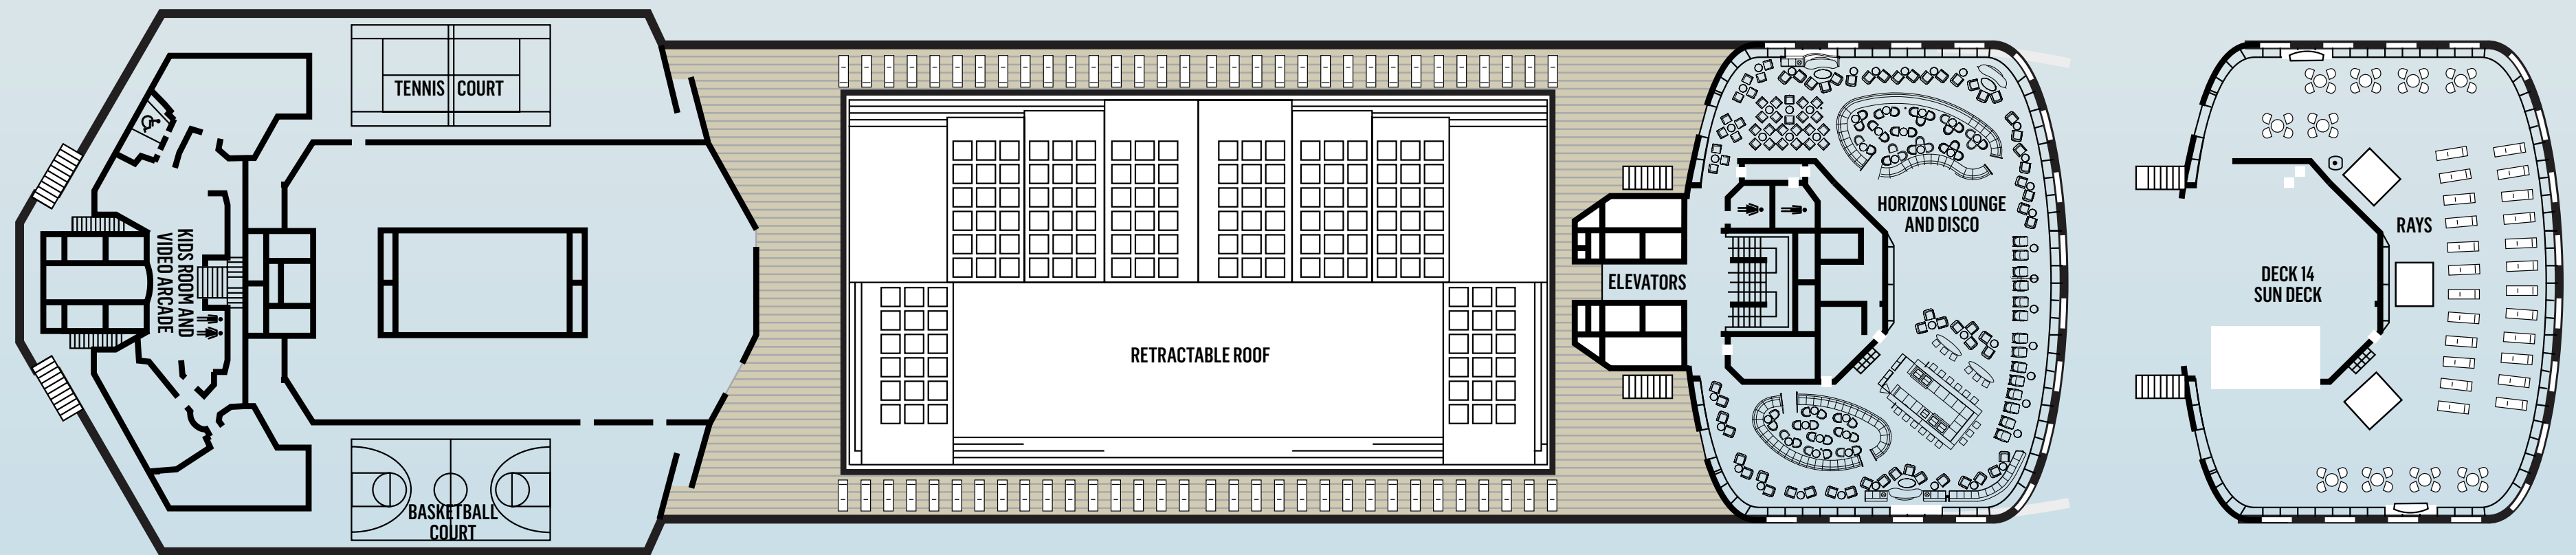 TENNIS COURT
KIDS ROOM AND
VIDEO ARCADE
BASKETBALL
COURT
RETRACTABLE ROOF
ELEVATORS
HORIZONS LOUNGE
AND DISCO
RAYS
DECK 14
SUN DECK